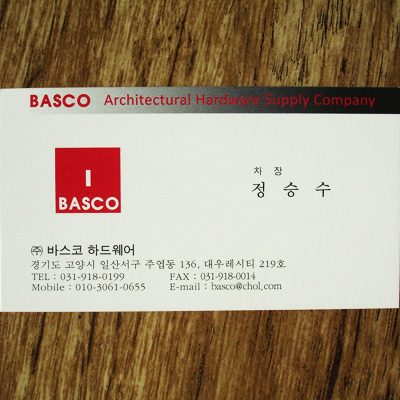 BASCO Architectural Hardware Supply Company
BASCO
차 장
정 승 수
㈜ 바스코 하드웨어
경기도 고양시 일산서구 주엽동 136, 대우레시티 219호
TEL : 031-918-0199 FAX : 031-918-0014
Mobile : 010-3061-0655 E-mail : basco@chol.com